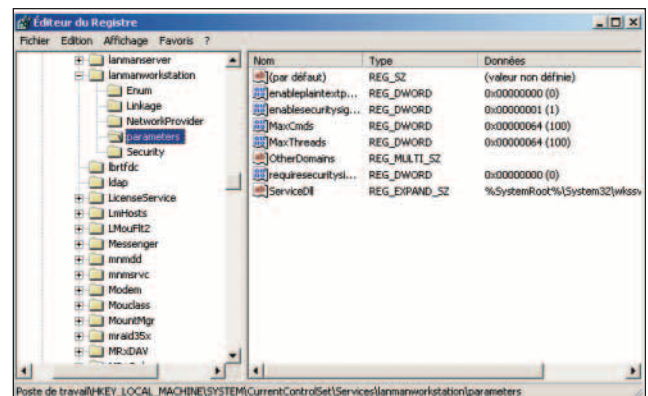 Éditeur du Registre
Fichier Edition Affichage Favoris ?
lanmanserver
lanmanworkstation
Enum
Linkage
NetworkProvider
parameters
Security
lbrtfdc
ldap
LicenseService
LmHosts
LMouFlt2
Messenger
mnmdd
mnmsrvc
Modem
Mouclass
MountMgr
mraid35x
MRxDAV
Nom Type Données
(par défaut) REG_SZ (valeur non définie)
enableplaintextp... REG_DWORD 0x00000000 (0)
enablesecuritysig... REG_DWORD 0x00000001 (1)
MaxCmds REG_DWORD 0x00000064 (100)
MaxThreads REG_DWORD 0x00000064 (100)
OtherDomains REG_MULTI_SZ
requiresecuritysi... REG_DWORD 0x00000000 (0)
ServiceDll REG_EXPAND_SZ %SystemRoot%\System32\wkssv
Poste de travail\HKEY_LOCAL_MACHINE\SYSTEM\CurrentControlSet\Services\lanmanworkstation\parameters